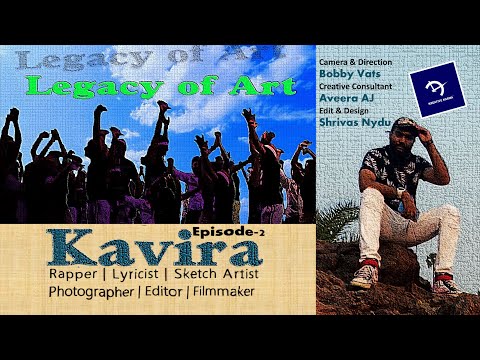 Legacy of Art
Legacy of Art
Episode-2
Kavira
Rapper | Lyricist | Sketch Artist
Photographer | Editor | Filmmaker
Camera & Direction
Bobby Vats
Creative Consultant
Aveera AJ
Edit & Design
Shrivas Nydu